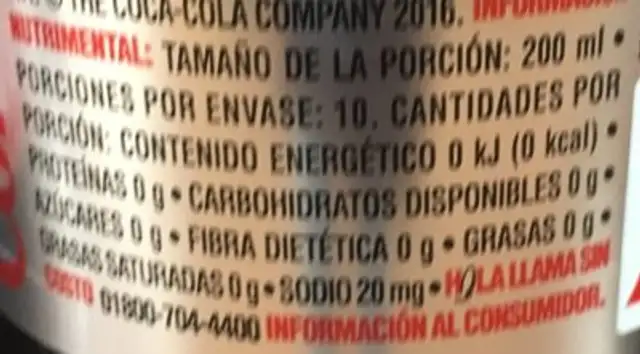 THE COCA-COLA COMPANY 2016. INFORMACIÓN
NUTRIMENTAL: TAMAÑO DE LA PORCIÓN: 200 ml •
PORCIONES POR ENVASE: 10. CANTIDADES POR
PORCIÓN: CONTENIDO ENERGÉTICO 0 kJ (0 kcal) •
PROTEÍNAS 0 g • CARBOHIDRATOS DISPONIBLES 0 g •
AZÚCARES 0 g • FIBRA DIETÉTICA 0 g • GRASAS 0 g •
GRASAS SATURADAS 0 g • SODIO 20 mg • HOLA LLAMA SIN
COSTO 01800-704-4400 INFORMACIÓN AL CONSUMIDOR.